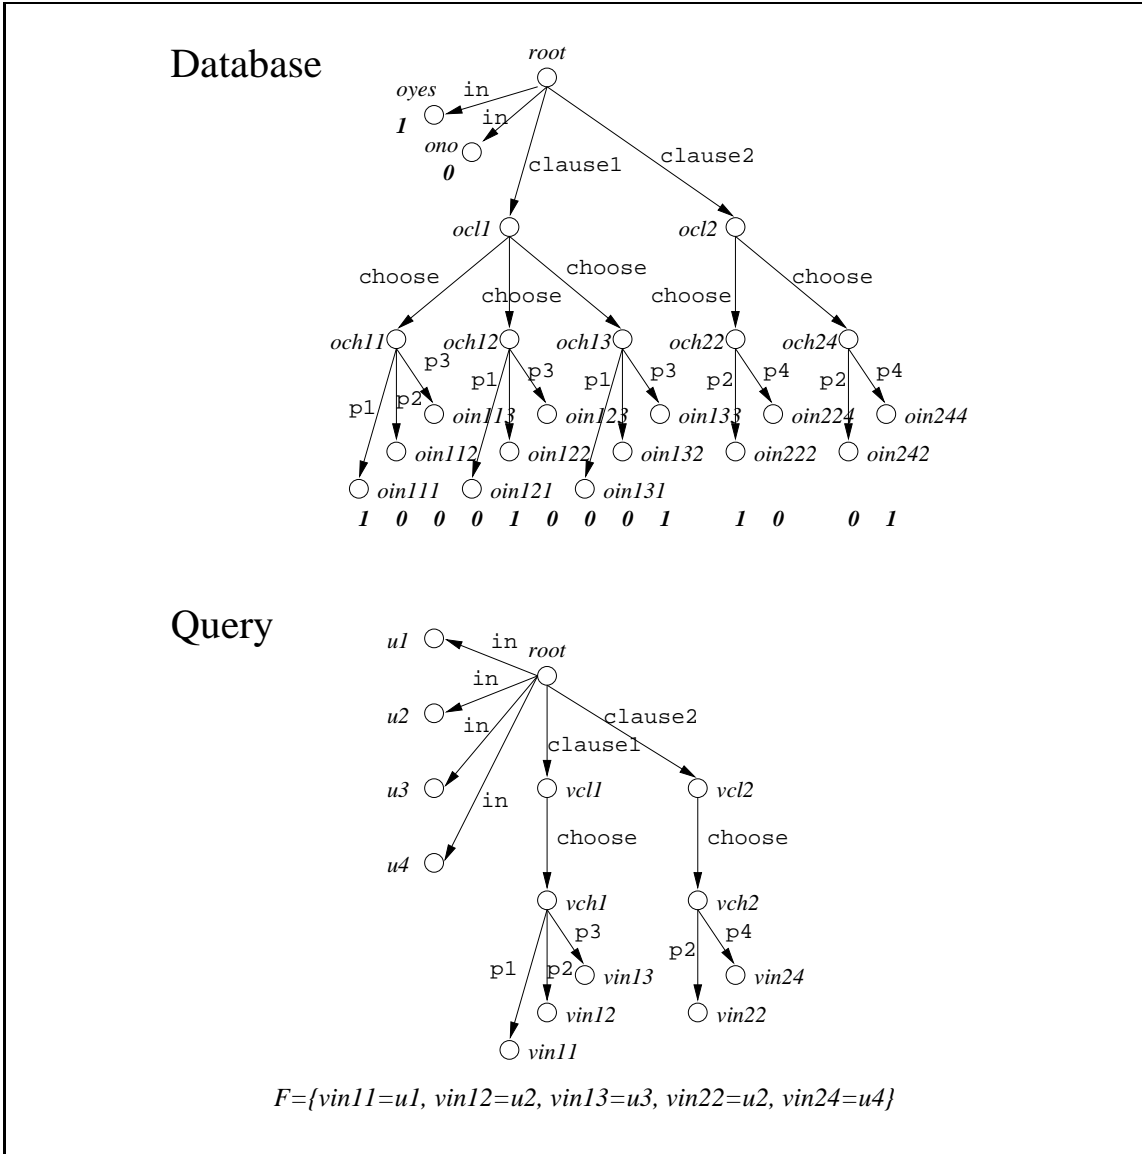 Database
root
oyes
in
1
in
ono
0
clause1
clause2
ocl1
ocl2
choose
choose
choose
choose
choose
och11
och12
och13
och22
och24
p1
p2
p3
p1
p3
p1
p3
p2
p4
p2
p4
oin113
oin123
oin133
oin224
oin244
oin112
oin122
oin132
oin222
oin242
oin111
oin121
oin131
1 0 0 0 1 0 0 0 1 1 0 0 1
Query
u1
in
root
u2
in
u3
in
u4
in
clause1
clause2
vcl1
vcl2
choose
choose
vch1
vch2
p1
p2
p3
p2
p4
vin13
vin24
vin12
vin22
vin11
F={vin11=u1, vin12=u2, vin13=u3, vin22=u2, vin24=u4}